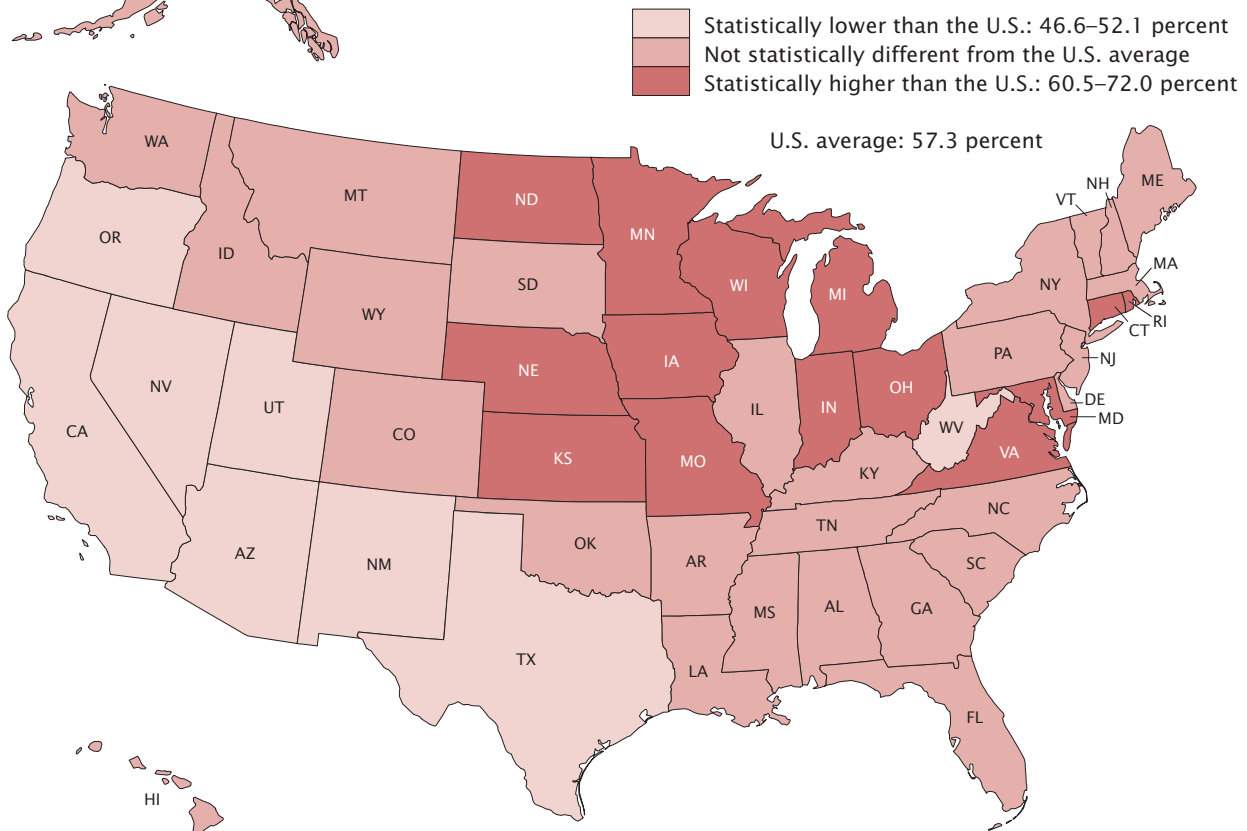 Statistically lower than the U.S.: 46.6–52.1 percent
Not statistically different from the U.S. average
Statistically higher than the U.S.: 60.5–72.0 percent
U.S. average: 57.3 percent
WA
MT
ND
MN
OR
ID
WY
SD
WI
MI
NY
VT
NH
ME
MA
RI
CT
NJ
PA
DE
MD
NV
UT
CO
NE
IA
IL
IN
OH
WV
VA
CA
KS
MO
KY
AZ
NM
OK
AR
TN
NC
SC
TX
LA
MS
AL
GA
FL
HI